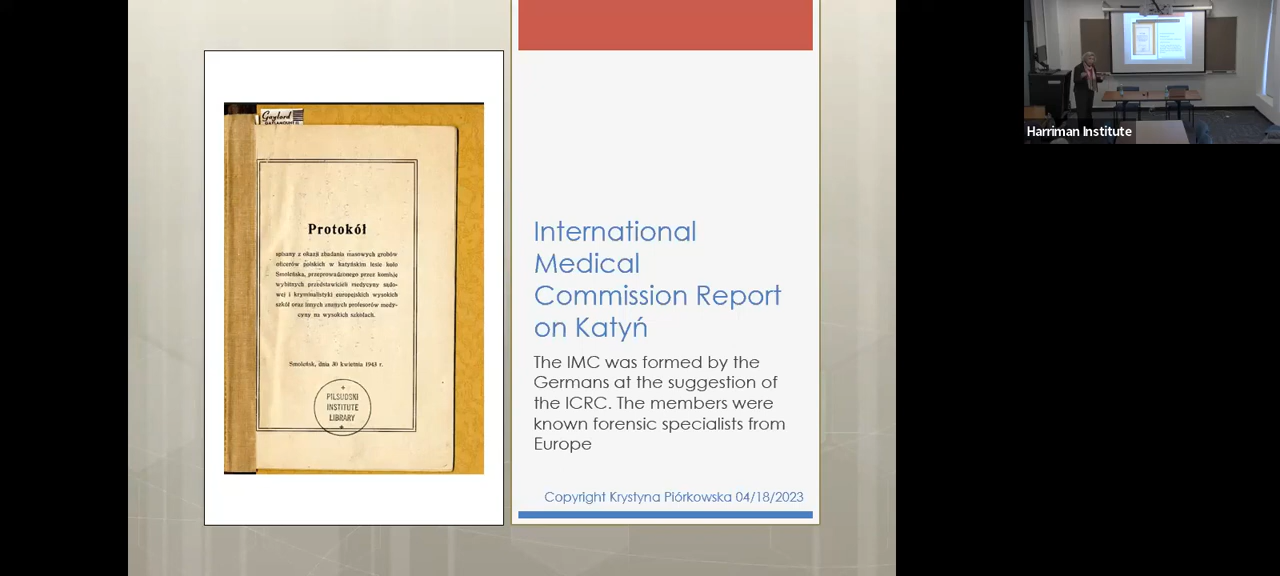 Gaylord
Protokół
spisany z okazji zbadania masowych grobów
oficerów polskich w katyńskim lesie koło
Smoleńska, przeprowadzonego przez komisję
wybitnych przedstawicieli medycyny sądo-
wej i kryminalistyki europejskich wysokich
szkół oraz innych znanych profesorów medy-
cyny na wysokich szkołach.
Smoleńsk, dnia 30 kwietnia 1943 r.
PILSUDSKI
INSTITUTE
LIBRARY
International
Medical
Commission Report
on Katyń
The IMC was formed by the
Germans at the suggestion of
the ICRC. The members were
known forensic specialists from
Europe
Copyright Krystyna Piórkowska 04/18/2023
Harriman Institute